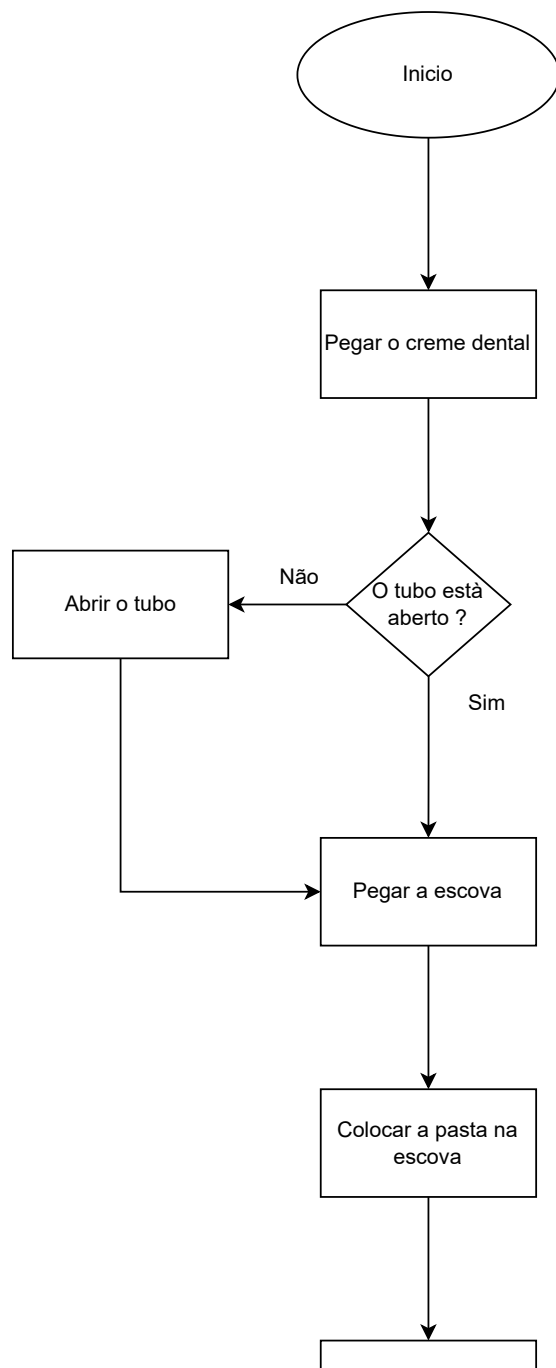 Inicio
Pegar o creme dental
Não
O tubo està
aberto ?
Abrir o tubo
Sim
Pegar a escova
Colocar a pasta na
escova